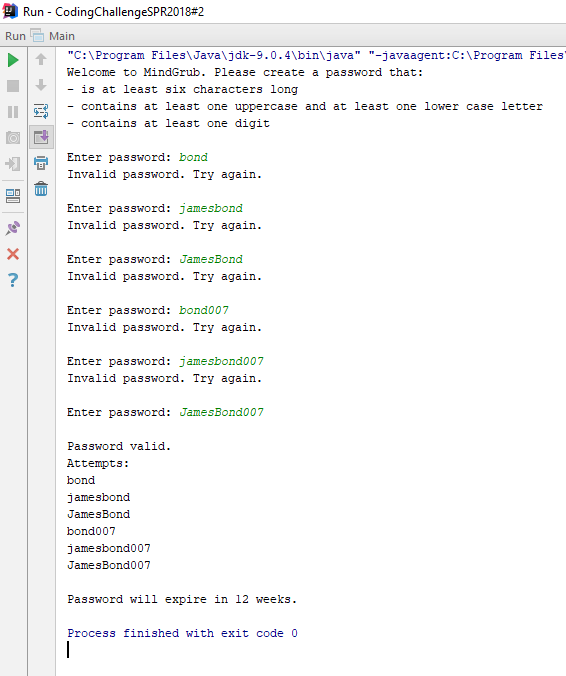 Run - CodingChallengeSPR2018#2
Run Main
"C:\Program Files\Java\jdk-9.0.4\bin\java" "-javaagent:C:\Program Files\
Welcome to MindGrub. Please create a password that:
- is at least six characters long
- contains at least one uppercase and at least one lower case letter
- contains at least one digit
Enter password: bond
Invalid password. Try again.
Enter password: jamesbond
Invalid password. Try again.
Enter password: JamesBond
Invalid password. Try again.
Enter password: bond007
Invalid password. Try again.
Enter password: jamesbond007
Invalid password. Try again.
Enter password: JamesBond007
Password valid.
Attempts:
bond
jamesbond
JamesBond
bond007
jamesbond007
JamesBond007
Password will expire in 12 weeks.
Process finished with exit code 0